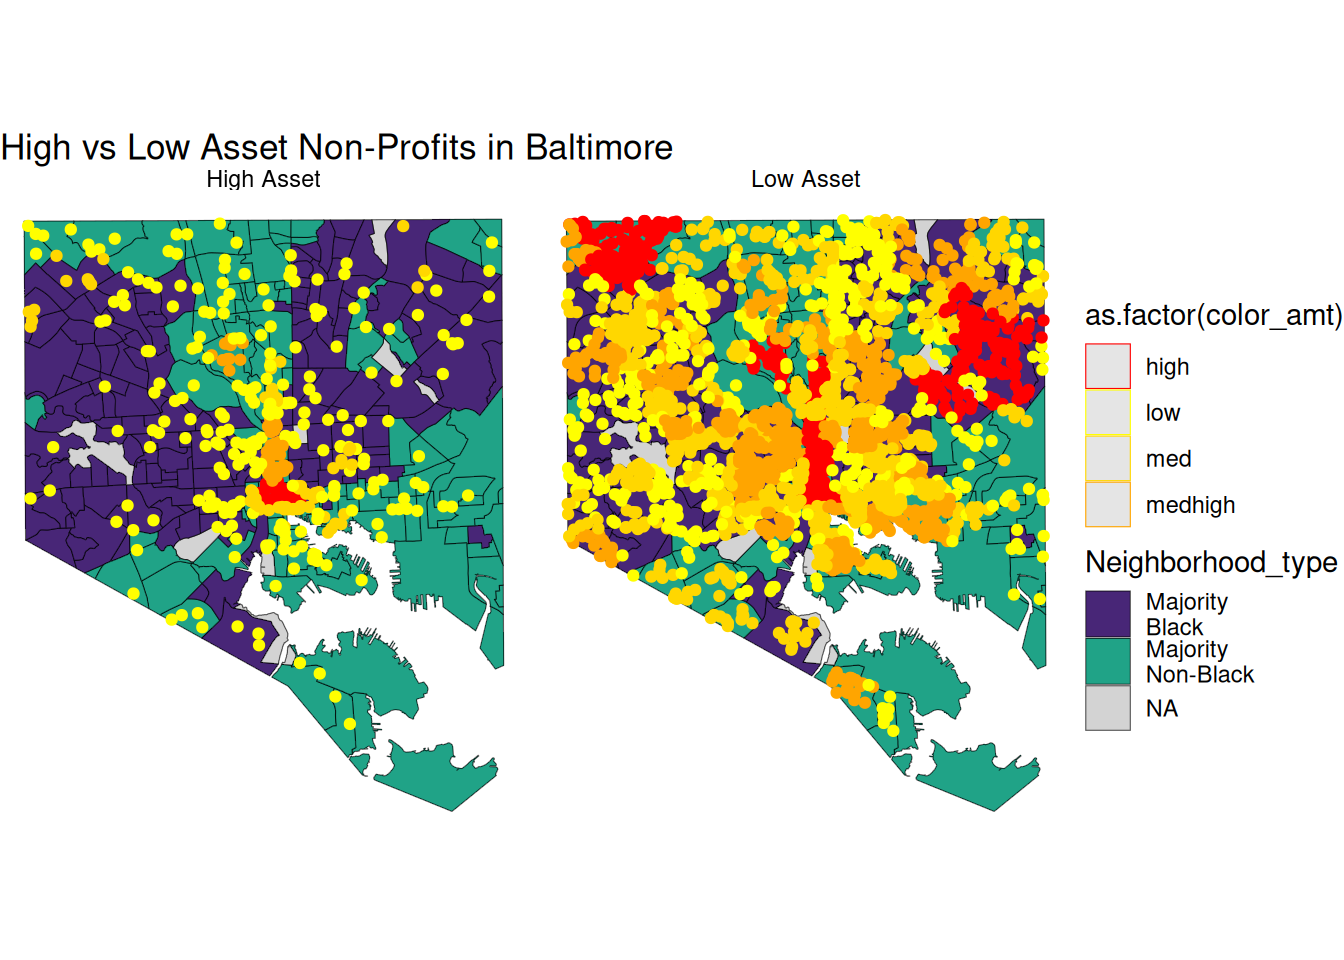 High vs Low Asset Non-Profits in Baltimore
High Asset
Low Asset
as.factor(color_amt)
high
low
med
medhigh
Neighborhood_type
Majority
Black
Majority
Non-Black
NA